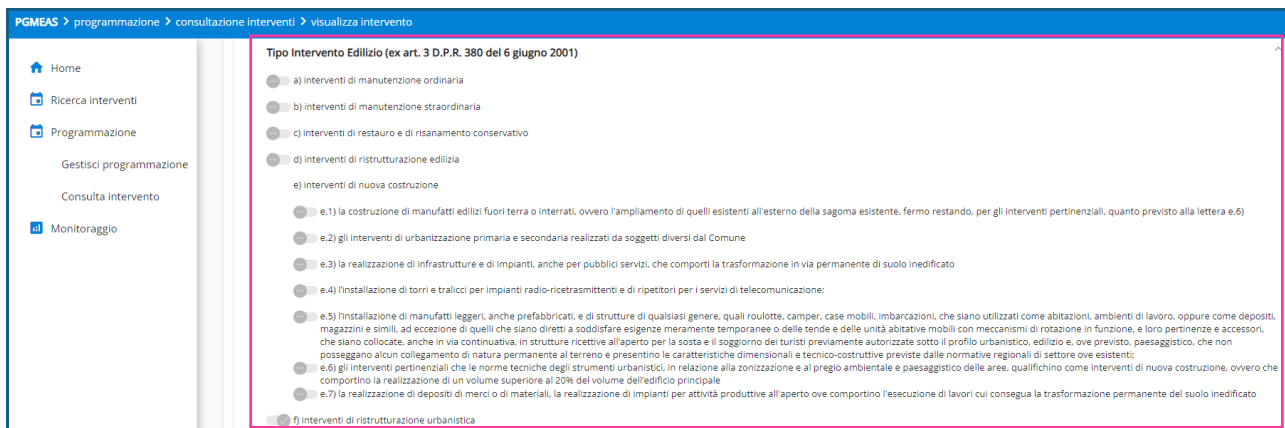 PGMEAS > programmazione > consultazione interventi > visualizza intervento
Home
Ricerca interventi
Programmazione
Gestisci programmazione
Consulta intervento
Monitoraggio
Tipo Intervento Edilizio (ex art. 3 D.P.R. 380 del 6 giugno 2001)
a) interventi di manutenzione ordinaria
b) interventi di manutenzione straordinaria
c) interventi di restauro e di risanamento conservativo
d) interventi di ristrutturazione edilizia
e) interventi di nuova costruzione
e.1) la costruzione di manufatti edilizi fuori terra o interrati, ovvero l'ampliamento di quelli esistenti all'esterno della sagoma esistente, fermo restando, per gli interventi pertinenziali, quanto previsto alla lettera e.6)
e.2) gli interventi di urbanizzazione primaria e secondaria realizzati da soggetti diversi dal Comune
e.3) la realizzazione di infrastrutture e di impianti, anche per pubblici servizi, che comporti la trasformazione in via permanente di suolo inedificato
e.4) l'installazione di torri e tralicci per impianti radio-ricetrasmittenti e di ripetitori per i servizi di telecomunicazione;
e.5) l'installazione di manufatti leggeri, anche prefabbricati, e di strutture di qualsiasi genere, quali roulotte, camper, case mobili, imbarcazioni, che siano utilizzati come abitazioni, ambienti di lavoro, oppure come depositi,
magazzini e simili, ad eccezione di quelli che siano diretti a soddisfare esigenze meramente temporanee o delle tende e delle unità abitative mobili con meccanismi di rotazione in funzione, e loro pertinenze e accessori,
che siano collocate, anche in via continuativa, in strutture ricettive all'aperto per la sosta e il soggiorno dei turisti previamente autorizzate sotto il profilo urbanistico, edilizio e, ove previsto, paesaggistico, che non
posseggano alcun collegamento di natura permanente al terreno e presentino le caratteristiche dimensionali e tecnico-costruttive previste dalle normative regionali di settore ove esistenti;
e.6) gli interventi pertinenziali che le norme tecniche degli strumenti urbanistici, in relazione alla zonizzazione e al pregio ambientale e paesaggistico delle aree, qualifichino come interventi di nuova costruzione, ovvero che
comportino la realizzazione di un volume superiore al 20% del volume dell'edificio principale
e.7) la realizzazione di depositi di merci o di materiali, la realizzazione di impianti per attività produttive all'aperto ove comportino l'esecuzione di lavori cui consegua la trasformazione permanente del suolo inedificato
f) interventi di ristrutturazione urbanistica